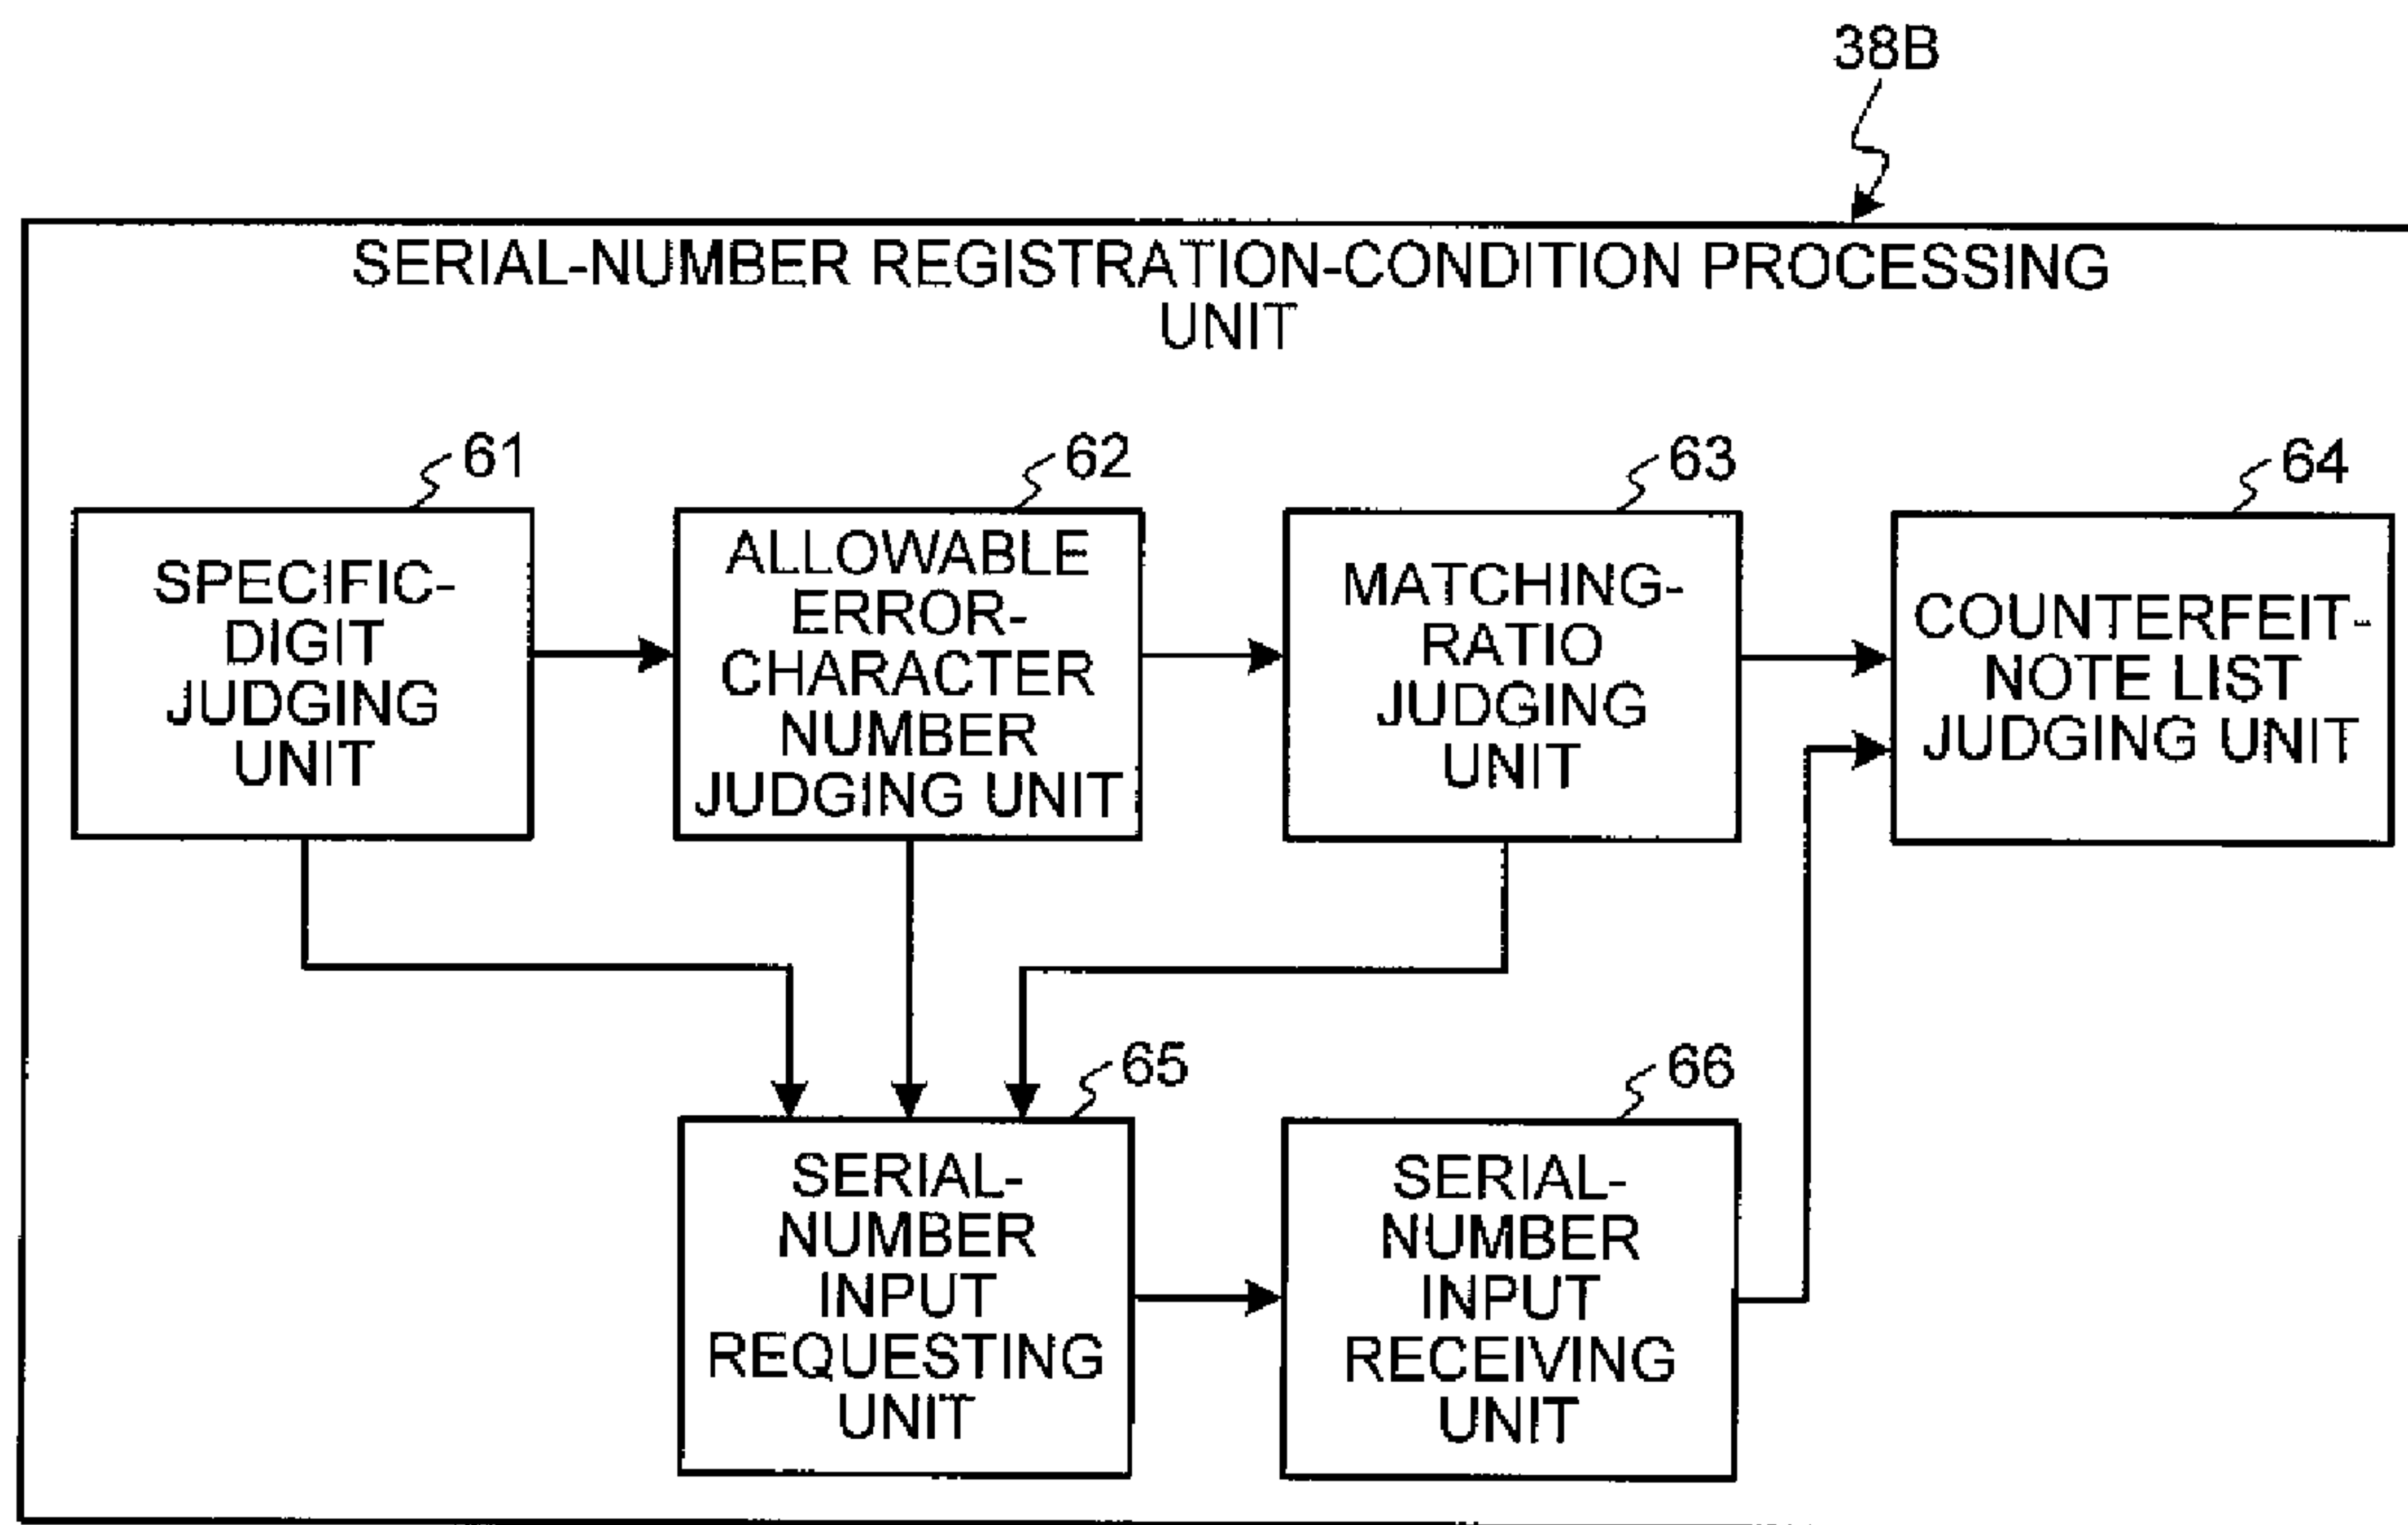 38B
SERIAL-NUMBER REGISTRATION-CONDITION PROCESSING
UNIT
61
SPECIFIC-
DIGIT
JUDGING
UNIT
62
ALLOWABLE
ERROR-
CHARACTER
NUMBER
JUDGING UNIT
63
MATCHING-
RATIO
JUDGING
UNIT
64
COUNTERFEIT-
NOTE LIST
JUDGING UNIT
65
SERIAL-
NUMBER
INPUT
REQUESTING
UNIT
66
SERIAL-
NUMBER
INPUT
RECEIVING
UNIT